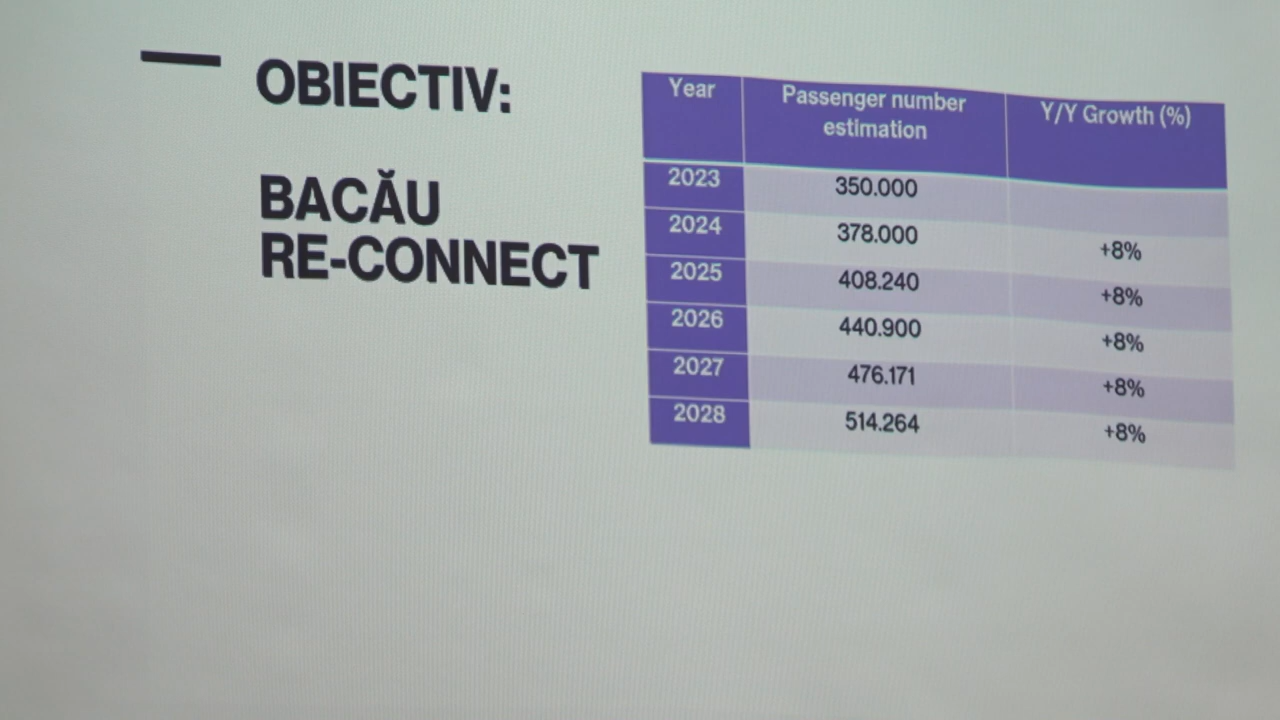 OBIECTIV:
BACĂU
RE-CONNECT
Year Passenger number estimation Y/Y Growth (%)
2023 350.000
2024 378.000 +8%
2025 408.240 +8%
2026 440.900 +8%
2027 476.171 +8%
2028 514.264 +8%